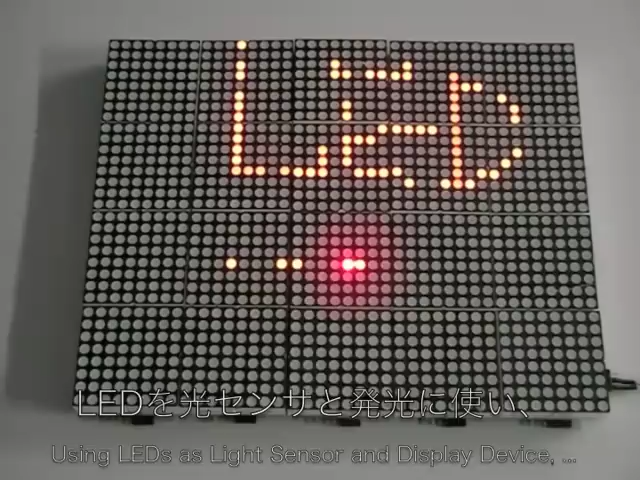 LED
LEDを光センサと発光に使い、
Using LEDs as Light Sensor and Display Device, ...